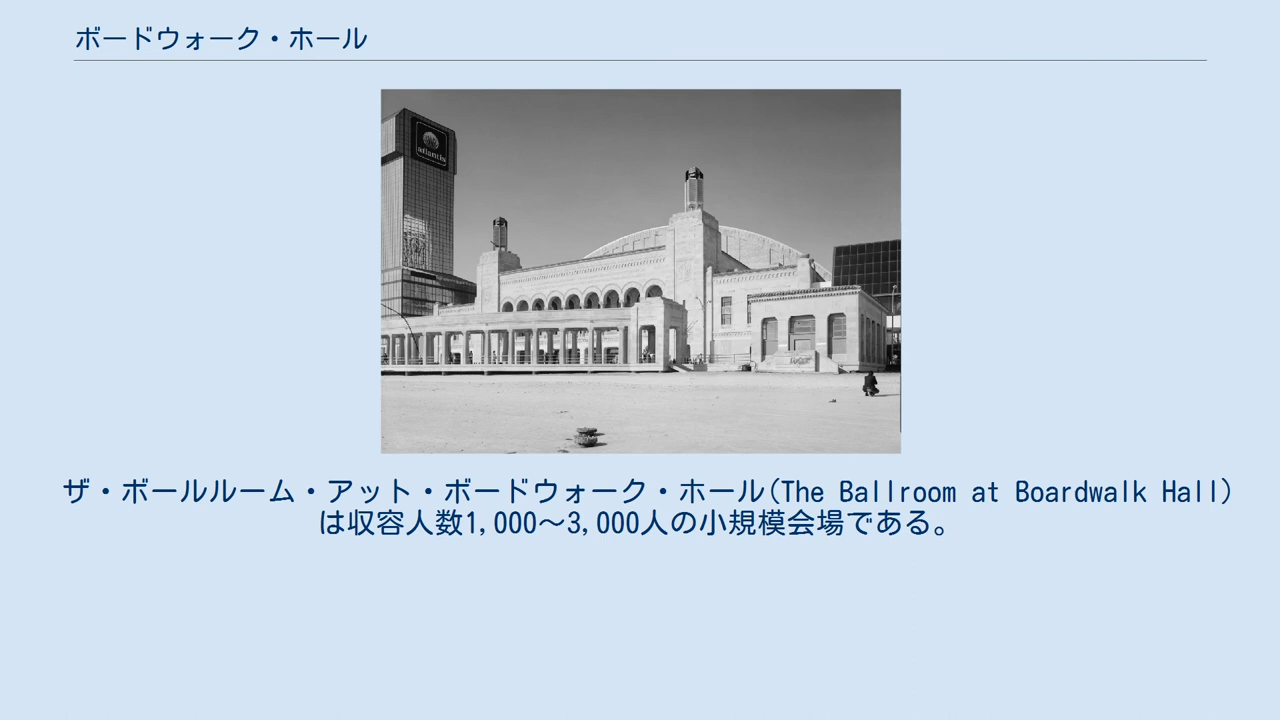 ボードウォーク・ホール
atlantis
ザ・ボールルーム・アット・ボードウォーク・ホール(The Ballroom at Boardwalk Hall)
は収容人数1,000〜3,000人の小規模会場である。